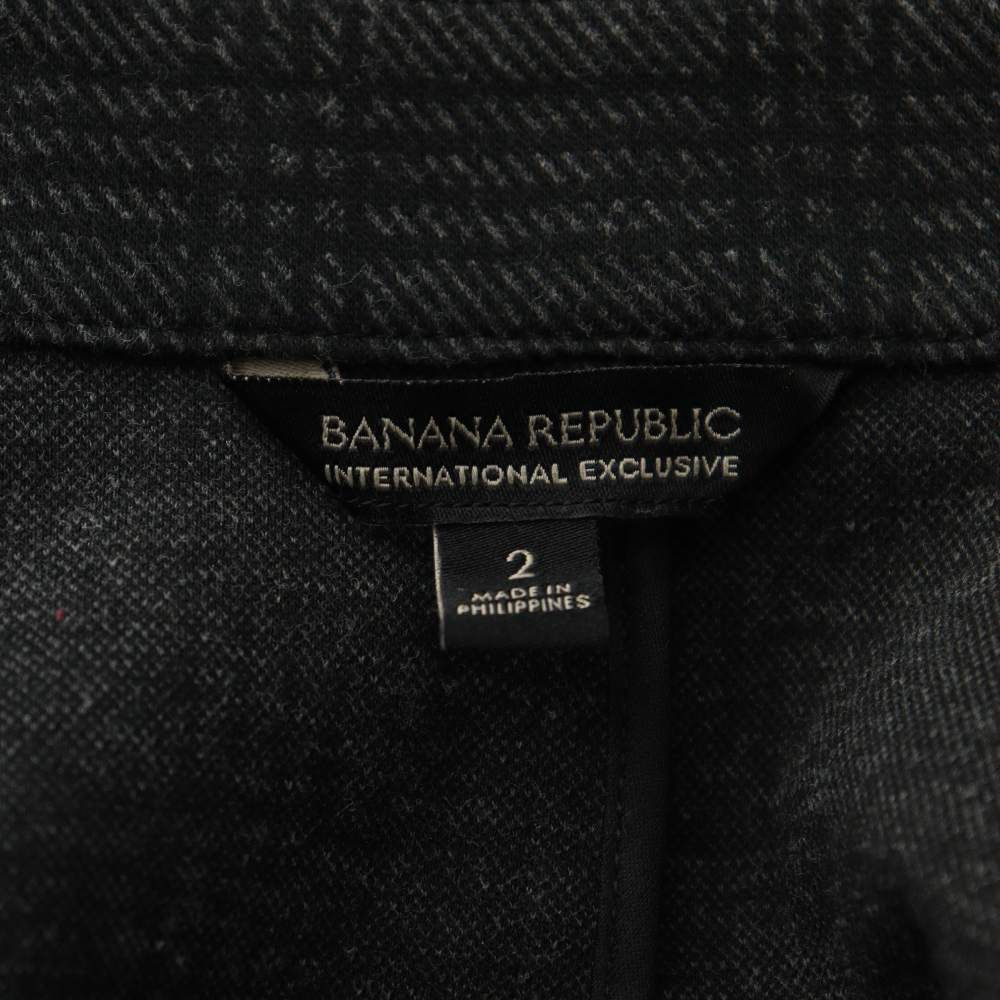 BANANA REPUBLIC
INTERNATIONAL EXCLUSIVE
2
MADE IN
PHILIPPINES